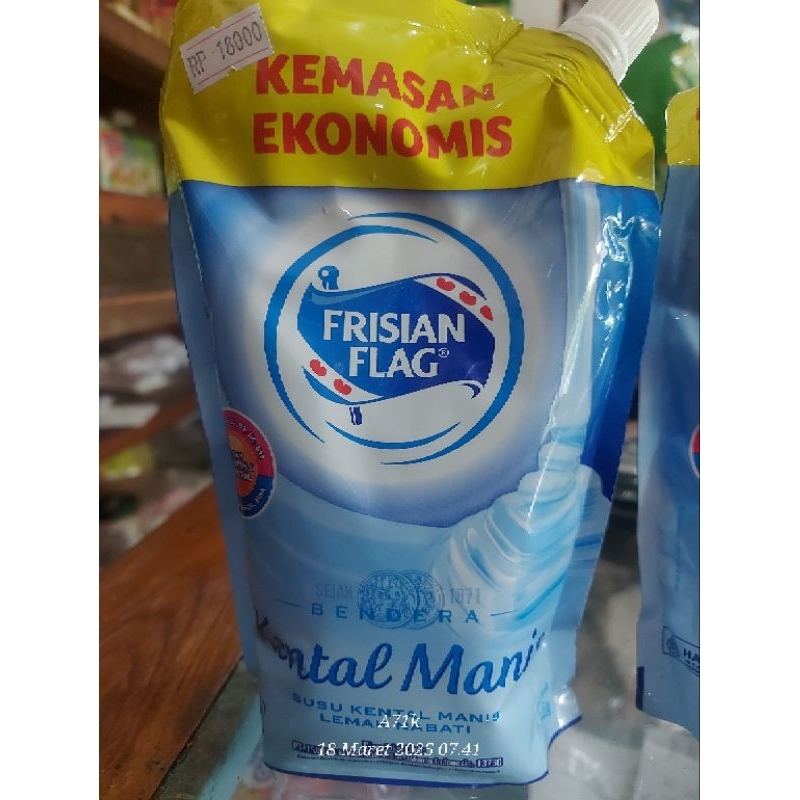 RP 18000
KEMASAN
EKONOMIS
FRISIAN
FLAG®
SEJAK 1871
BENDERA
Kental Manis
SUSU KENTAL MANIS
LEMAK NABATI
A71k
18 Maret 2025 07.41
HA